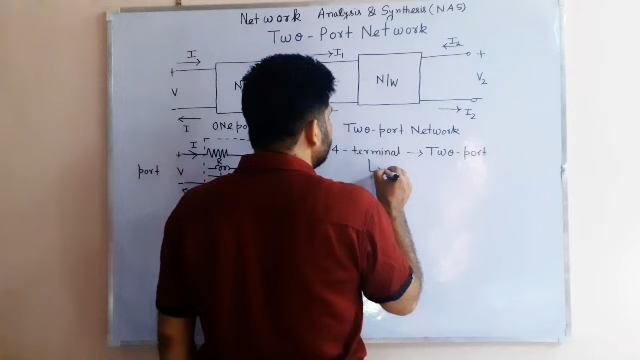 Network Analysis & Synthesis (NAS)
Two-Port Network
I I1 I2
+ +
V N N/W V2
I I2
one po Two-port Network
I 4-terminal → Two-port
+
R
port V